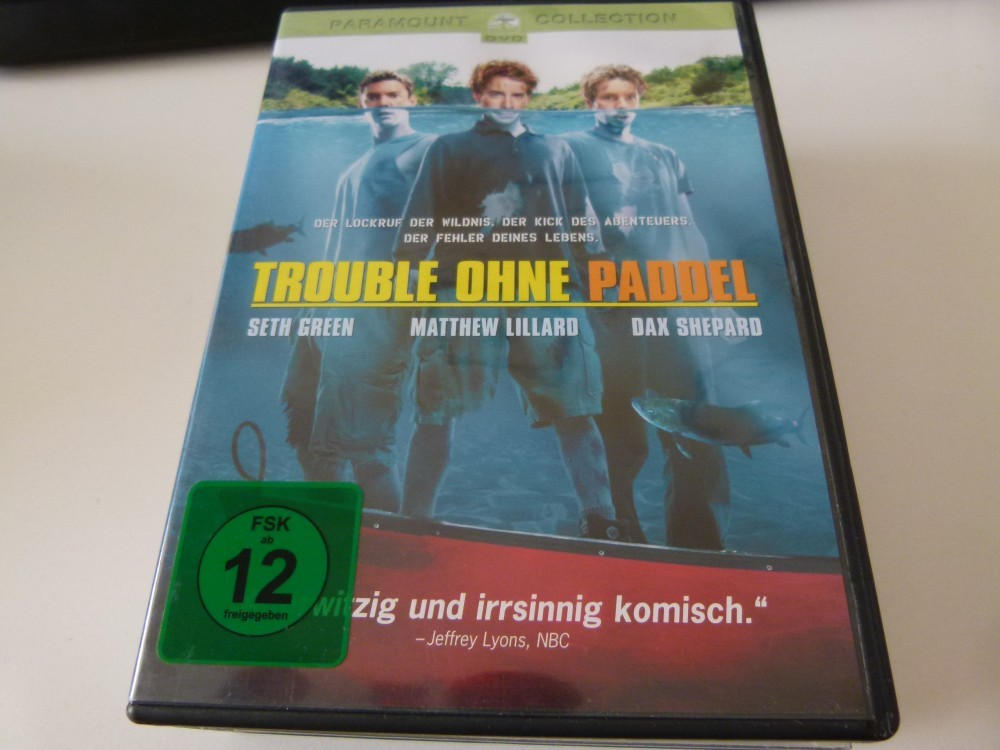 PARAMOUNT COLLECTION
DVD
DER LOCKRUF DER WILDNIS. DER KICK DES ABENTEUERS.
DER FEHLER DEINES LEBENS.
TROUBLE OHNE PADDEL
SETH GREEN MATTHEW LILLARD DAX SHEPARD
FSK
ab
12
freigegeben
witzig und irrsinnig komisch.“
–Jeffrey Lyons, NBC